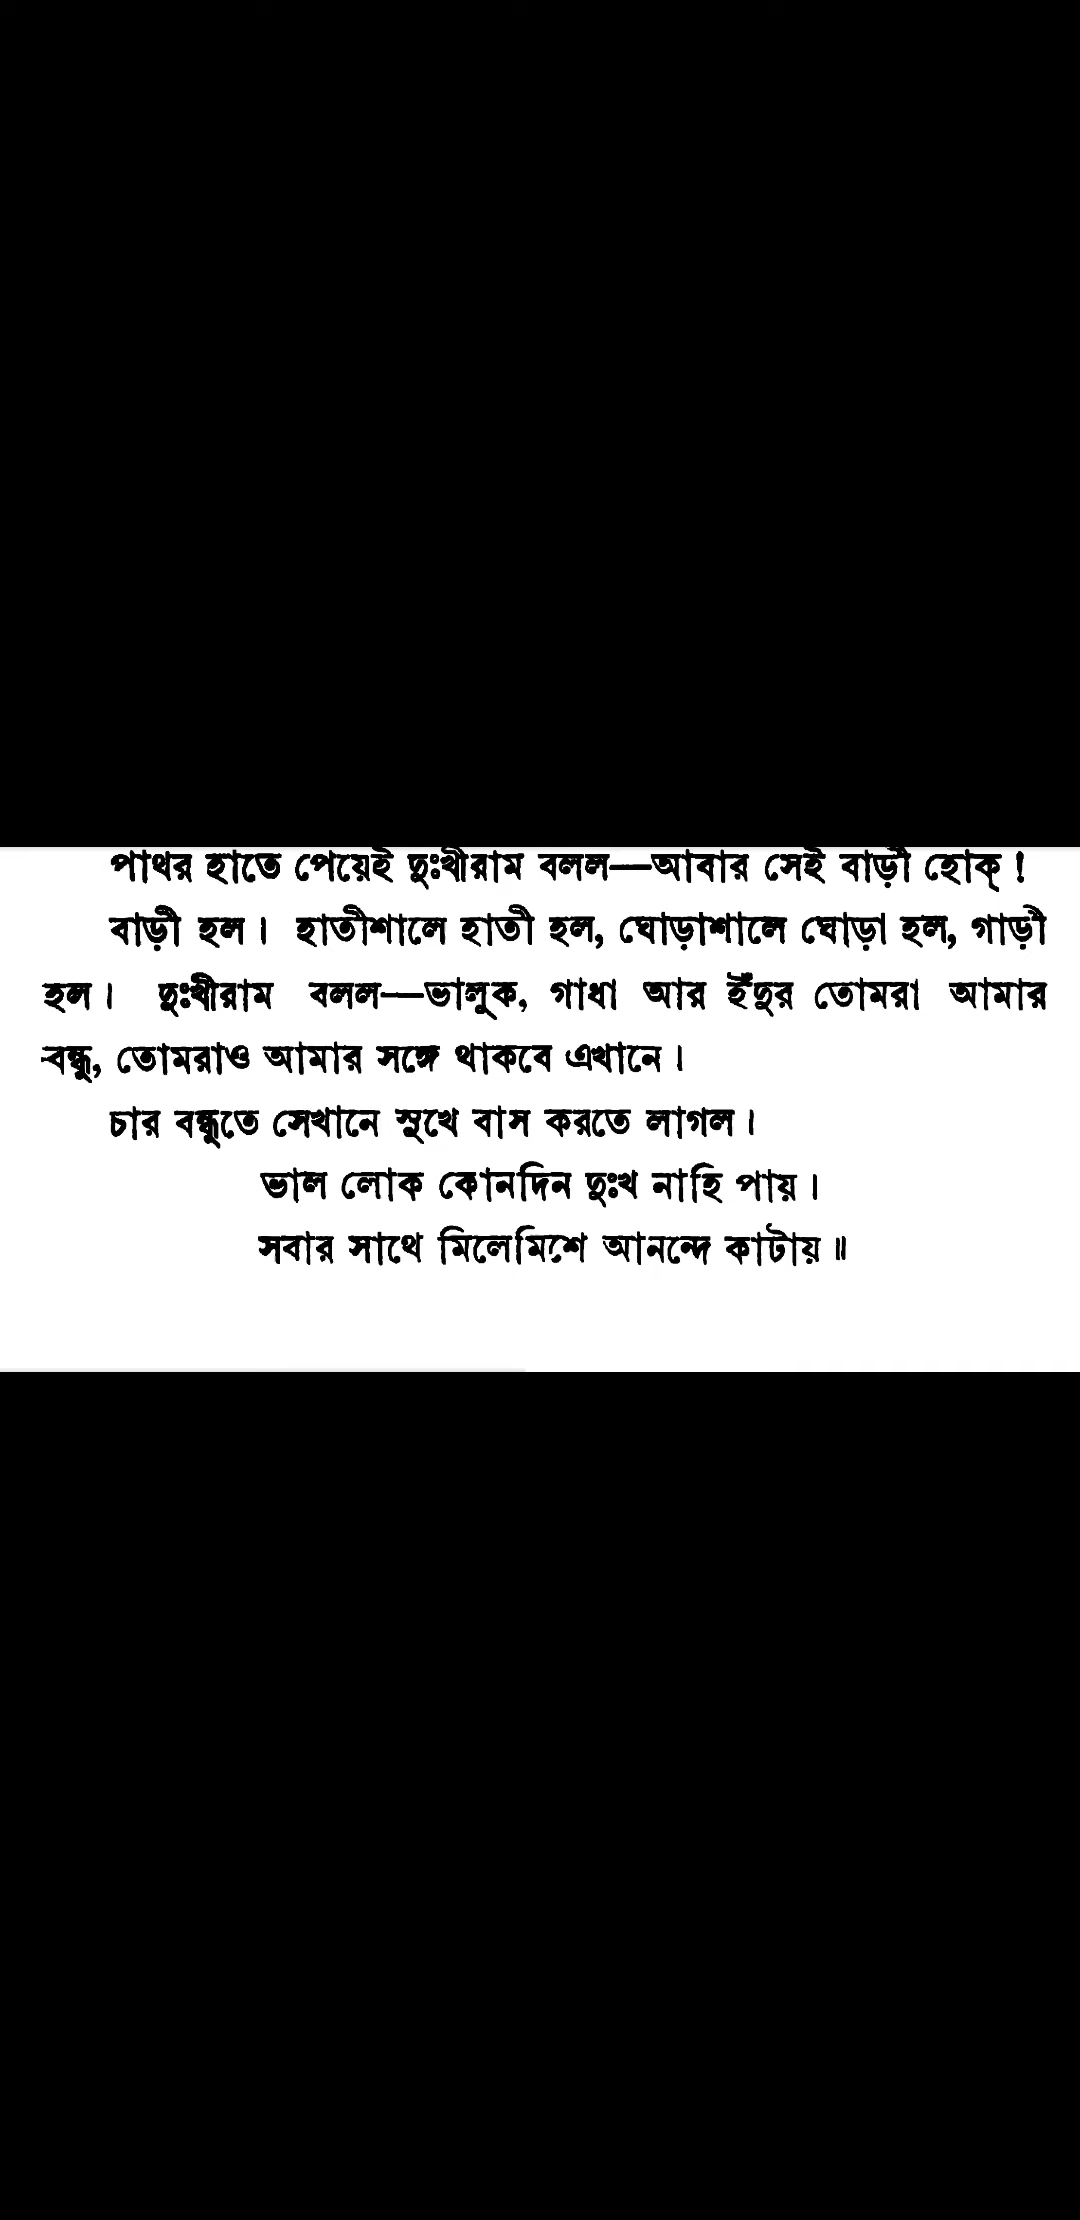 পাথর হাতে পেয়েই দুঃখীরাম বলল—আবার সেই বাড়ী হোক্ !
বাড়ী হল। হাতীশালে হাতী হল, ঘোড়াশালে ঘোড়া হল, গাড়ী
হল। দুঃখীরাম বলল—ভালুক, গাধা আর ইঁদুর তোমরা আমার
বন্ধু, তোমরাও আমার সঙ্গে থাকবে এখানে।
চার বন্ধুতে সেখানে সুখে বাস করতে লাগল।
ভাল লোক কোনদিন দুঃখ নাহি পায়।
সবার সাথে মিলেমিশে আনন্দে কাটায়॥